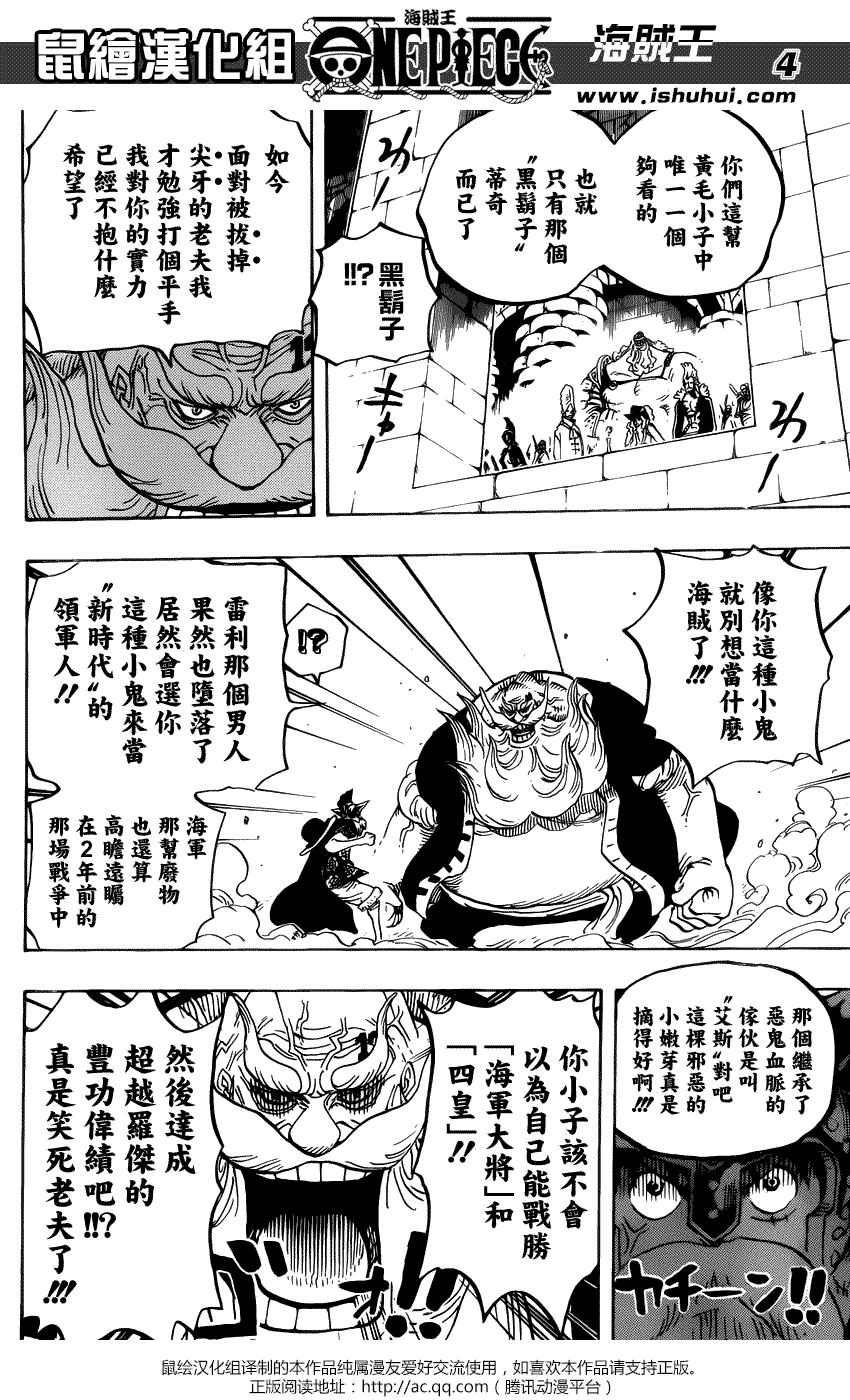 鼠繪漢化組
海賊王
ONE PIECE
海賊王
4
www.ishuhui.com
你們這幫
黃毛小子中
唯一一個
夠看的
也就
只有那個
〝黑鬍子〞
蒂奇
而已了
黑鬍子
!!?
如今
面對被拔掉
尖牙的老夫我
才勉強打個平手
我對你的實力
已經不抱什麼
希望了
像你這種小鬼
就別想當什麼
海賊了!!!
!?
雷利那個男人
果然也墮落了
居然會選你
這種小鬼來當
〝新時代〞的
領軍人!!
海軍
那幫廢物
也還算
高瞻遠矚
在2年前的
那場戰爭中
那個繼承了
惡鬼血脈的
傢伙是叫
〝艾斯〞對吧
這棵邪惡的
小嫩芽真是
摘得好啊!!!
カチーン!!
你小子該不會
以為自己能戰勝
「海軍大將」和
「四皇」!!
然後達成
超越羅傑的
豐功偉績吧!!?
真是笑死老夫了!!!
鼠绘汉化组译制的本作品纯属漫友爱好交流使用，如喜欢本作品请支持正版。
正版阅读地址：http://ac.qq.com（腾讯动漫平台）